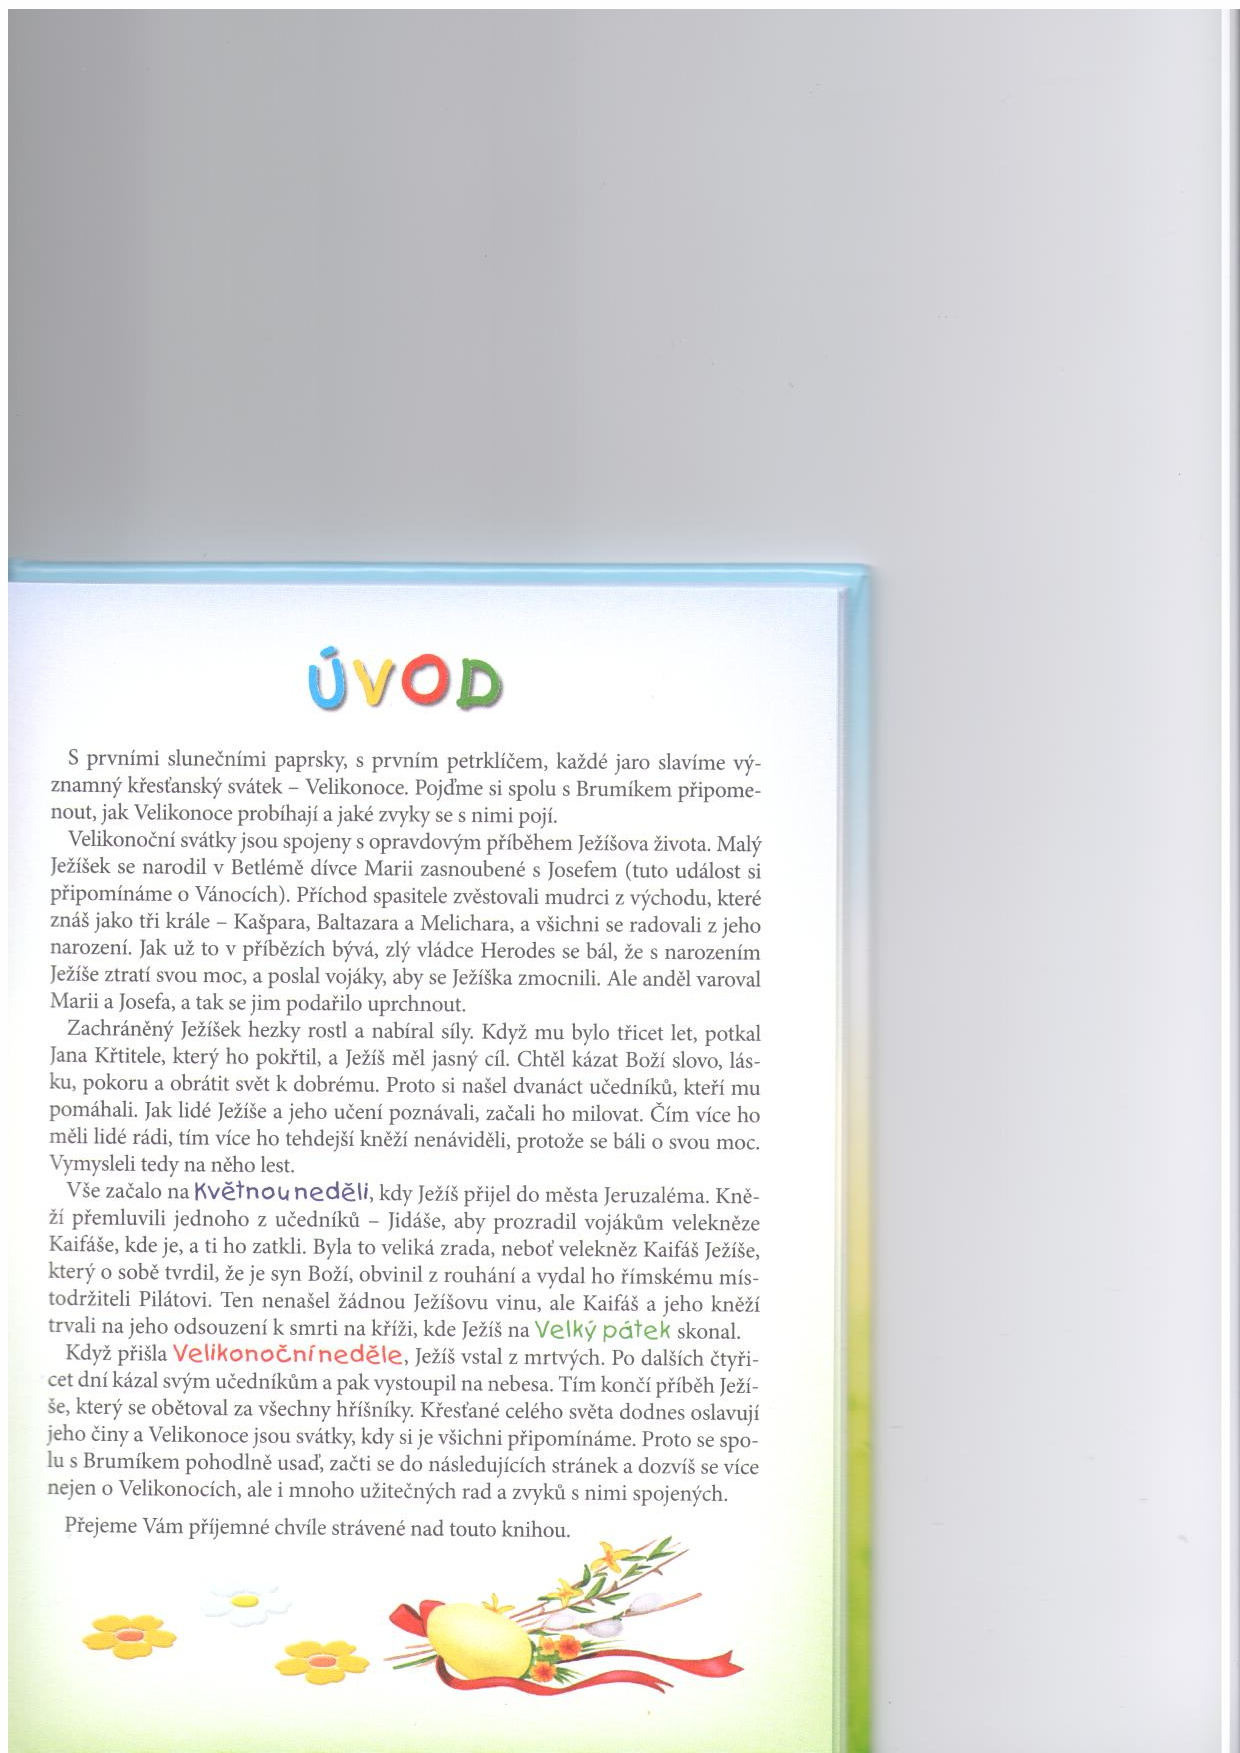 ÚVOD
S prvními slunečními paprsky, s prvním petrklíčem, každé jaro slavíme vý-
znamný křesťanský svátek – Velikonoce. Pojďme si spolu s Brumíkem připome-
nout, jak Velikonoce probíhají a jaké zvyky se s nimi pojí.
Velikonoční svátky jsou spojeny s opravdovým příběhem Ježíšova života. Malý
Ježíšek se narodil v Betlémě dívce Marii zasnoubené s Josefem (tuto událost si
připomínáme o Vánocích). Příchod spasitele zvěstovali mudrci z východu, které
znáš jako tři krále – Kašpara, Baltazara a Melichara, a všichni se radovali z jeho
narození. Jak už to v příbězích bývá, zlý vládce Herodes se bál, že s narozením
Ježíše ztratí svou moc, a poslal vojáky, aby se Ježíška zmocnili. Ale anděl varoval
Marii a Josefa, a tak se jim podařilo uprchnout.
Zachráněný Ježíšek hezky rostl a nabíral síly. Když mu bylo třicet let, potkal
Jana Křtitele, který ho pokřtil, a Ježíš měl jasný cíl. Chtěl kázat Boží slovo, lás-
ku, pokoru a obrátit svět k dobrému. Proto si našel dvanáct učedníků, kteří mu
pomáhali. Jak lidé Ježíše a jeho učení poznávali, začali ho milovat. Čím více ho
měli lidé rádi, tím více ho tehdejší kněží nenáviděli, protože se báli o svou moc.
Vymysleli tedy na něho lest.
Vše začalo na Květnou neděli, kdy Ježíš přijel do města Jeruzaléma. Kně-
ží přemluvili jednoho z učedníků – Jidáše, aby prozradil vojákům velekněze
Kaifáše, kde je, a ti ho zatkli. Byla to veliká zrada, neboť velekněz Kaifáš Ježíše,
který o sobě tvrdil, že je syn Boží, obvinil z rouhání a vydal ho římskému mís-
todržiteli Pilátovi. Ten nenašel žádnou Ježíšovu vinu, ale Kaifáš a jeho kněží
trvali na jeho odsouzení k smrti na kříži, kde Ježíš na Velký pátek skonal.
Když přišla Velikonoční neděle, Ježíš vstal z mrtvých. Po dalších čtyři-
cet dní kázal svým učedníkům a pak vystoupil na nebesa. Tím končí příběh Ježí-
še, který se obětoval za všechny hříšníky. Křesťané celého světa dodnes oslavují
jeho činy a Velikonoce jsou svátky, kdy si je všichni připomínáme. Proto se spo-
lu s Brumíkem pohodlně usaď, začti se do následujících stránek a dozvíš se více
nejen o Velikonocích, ale i mnoho užitečných rad a zvyků s nimi spojených.
Přejeme Vám příjemné chvíle strávené nad touto knihou.